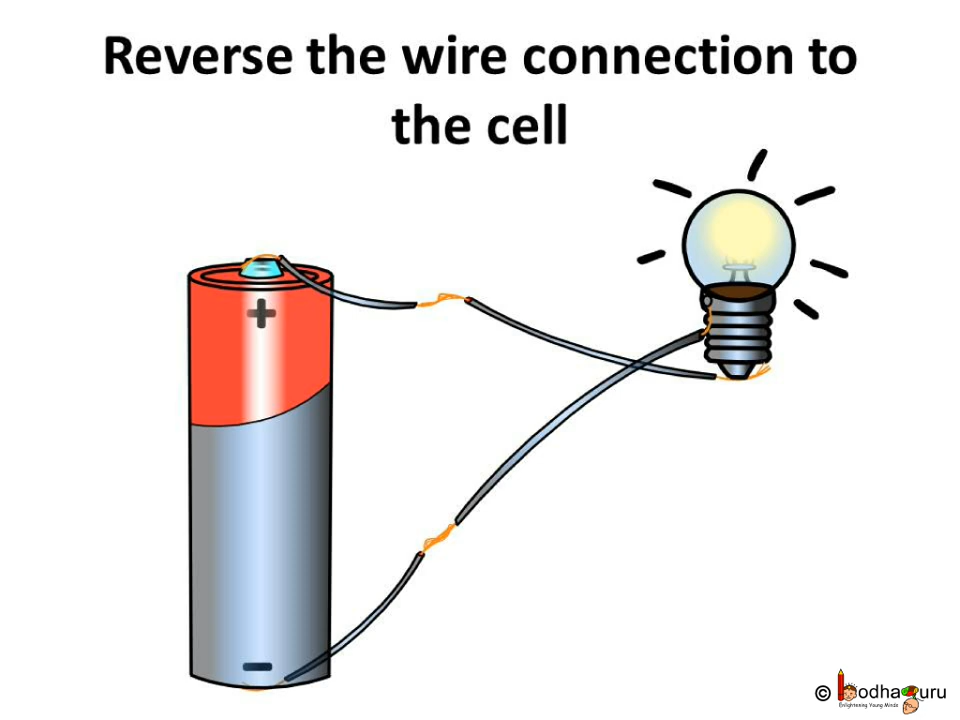 Reverse the wire connection to
the cell
+
-
© bodhaGuru
Enlightening Young Minds